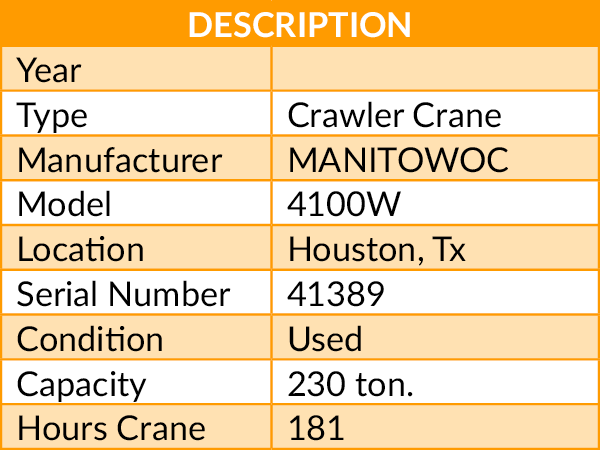 DESCRIPTION
Year
Type Crawler Crane
Manufacturer MANITOWOC
Model 4100W
Location Houston, Tx
Serial Number 41389
Condition Used
Capacity 230 ton.
Hours Crane 181